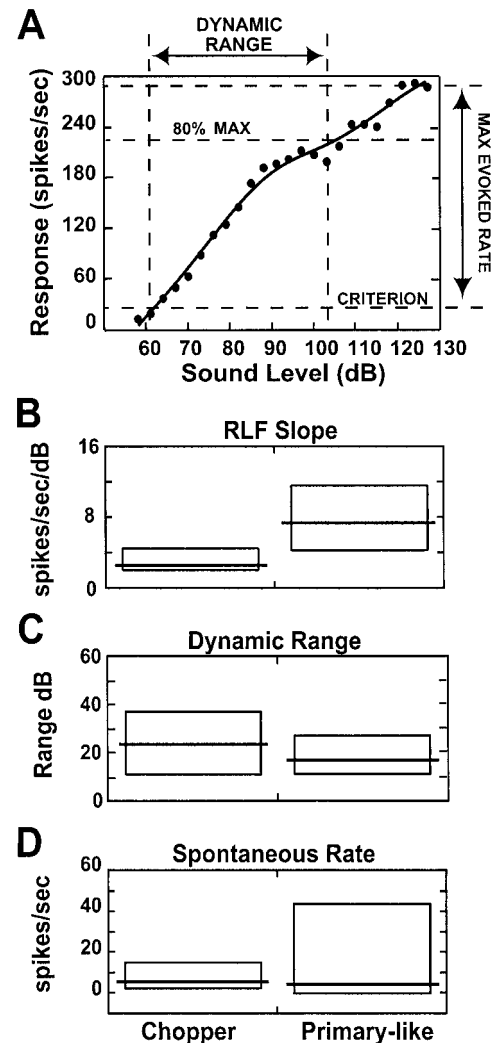 A
DYNAMIC
RANGE
300
240
180
120
60
0
Response (spikes/sec)
80% MAX
CRITERION
MAX EVOKED RATE
60 70 80 90 100 110 120 130
Sound Level (dB)
B
RLF Slope
16
8
0
spikes/sec/dB
C
Dynamic Range
60
40
20
0
Range dB
D
Spontaneous Rate
60
40
20
0
spikes/sec
Chopper Primary-like